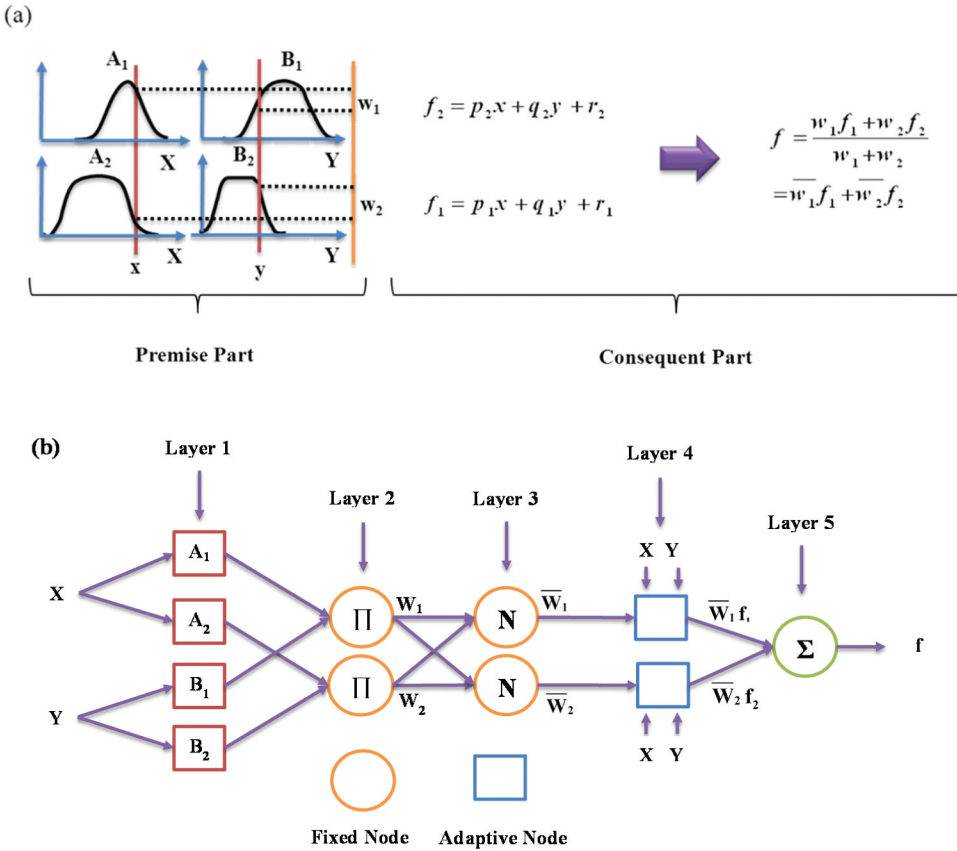 (a)
A₁
B₁
w₁
X
Y
A₂
B₂
w₂
X
Y
x
y
f₂ = p₂x + q₂y + r₂
f₁ = p₁x + q₁y + r₁
f = (w₁f₁ + w₂f₂) / (w₁ + w₂)
= w̅₁f₁ + w̅₂f₂
Premise Part
Consequent Part
(b)
Layer 1
Layer 2
Layer 3
Layer 4
Layer 5
X
Y
A₁
A₂
B₁
B₂
∏
∏
W₁
W₂
N
N
W̅₁
W̅₂
X Y
X Y
W̅₁ f₁
W̅₂ f₂
Σ
f
Fixed Node
Adaptive Node